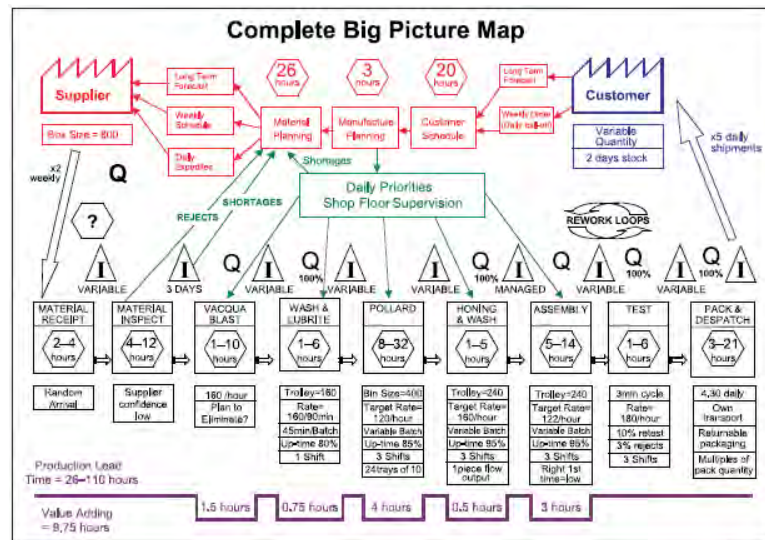 Complete Big Picture Map
Supplier
Box Size = 800
Long Term
Forecast
Weekly
Schedule
Daily
Expedites
26
hours
3
hours
20
hours
Material
Planning
Manufacture
Planning
Customer
Schedule
Long Term
Forecast
Weekly Order
(Daily call-off)
Customer
Variable
Quantity
2 days stock
x5 daily
shipments
x2
weekly
Q
?
Shortages
REJECTS
SHORTAGES
Daily Priorities
Shop Floor Supervision
REWORK LOOPS
I
VARIABLE
I
3 DAYS
I
VARIABLE
Q
100%
I
VARIABLE
I
VARIABLE
Q
100%
I
MANAGED
Q
I
VARIABLE
Q
100%
I
VARIABLE
Q
100%
I
Q
MATERIAL
RECEIPT
2–4
hours
Random
Arrival
MATERIAL
INSPECT
4–12
hours
Supplier
confidence
low
VACQUA
BLAST
1–10
hours
160 /hour
Plan to
Eliminate?
WASH &
LUBRITE
1–6
hours
Trolley=160
Rate=
160/90min
45min/Batch
Up-time 80%
1 Shift
POLLARD
8–32
hours
Bin Size=400
Target Rate=
120/hour
Variable Batch
Up-time 85%
3 Shifts
24trays of 10
HONING
& WASH
1–5
hours
Trolley=240
Target Rate=
160/hour
Variable Batch
Up-time 95%
3 Shifts
1piece flow
output
ASSEMBLY
5–14
hours
Trolley=240
Target Rate=
122/hour
Variable Batch
Up-time 95%
3 Shifts
Right 1st
time=low
TEST
1–6
hours
3min cycle
Rate=
180/hour
10% retest
3% rejects
3 Shifts
PACK &
DESPATCH
3–21
hours
4,30 daily
Own
transport
Returnable
packaging
Multiples of
pack quantity
Production Lead
Time = 26–110 hours
Value Adding
= 9,75 hours
1.5 hours
0.75 hours
4 hours
0.5 hours
3 hours